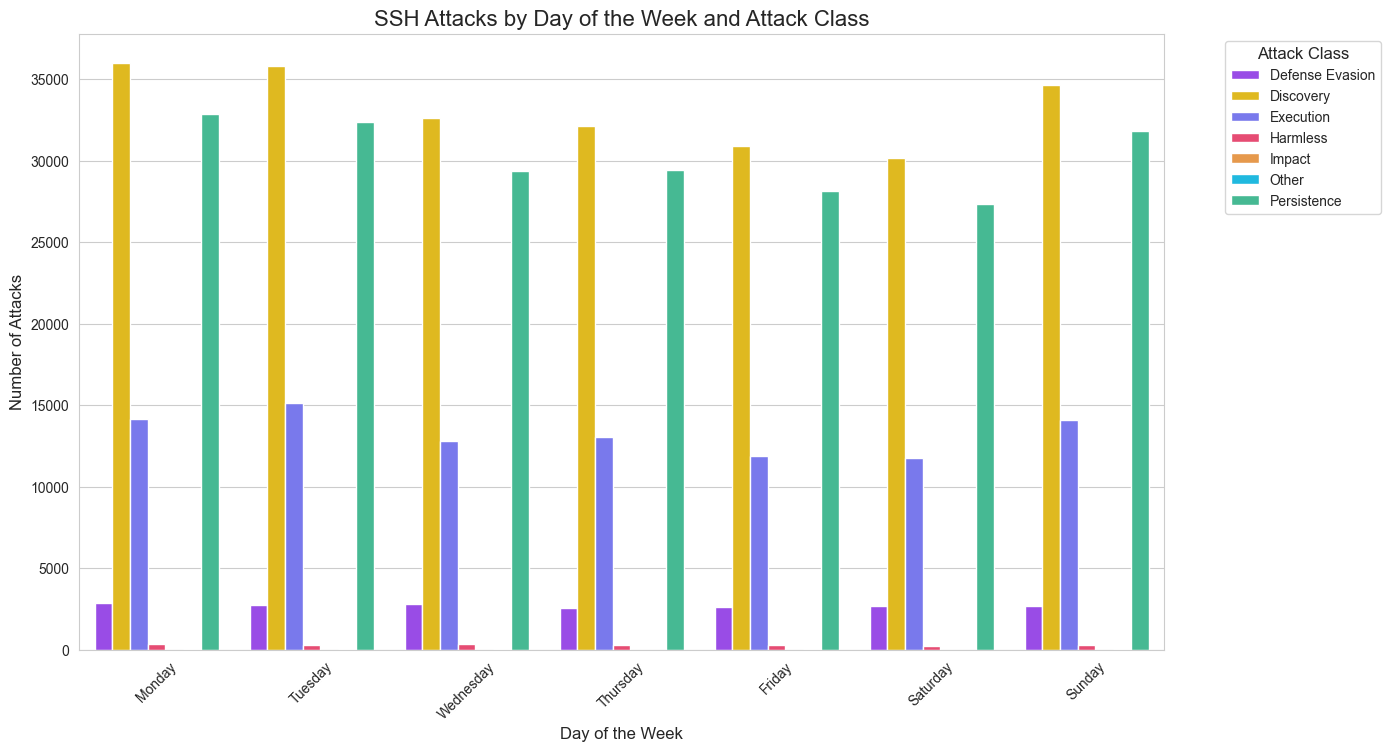 SSH Attacks by Day of the Week and Attack Class
Attack Class
Defense Evasion
Discovery
Execution
Harmless
Impact
Other
Persistence
Number of Attacks
35000
30000
25000
20000
15000
10000
5000
0
Monday
Tuesday
Wednesday
Thursday
Friday
Saturday
Sunday
Day of the Week